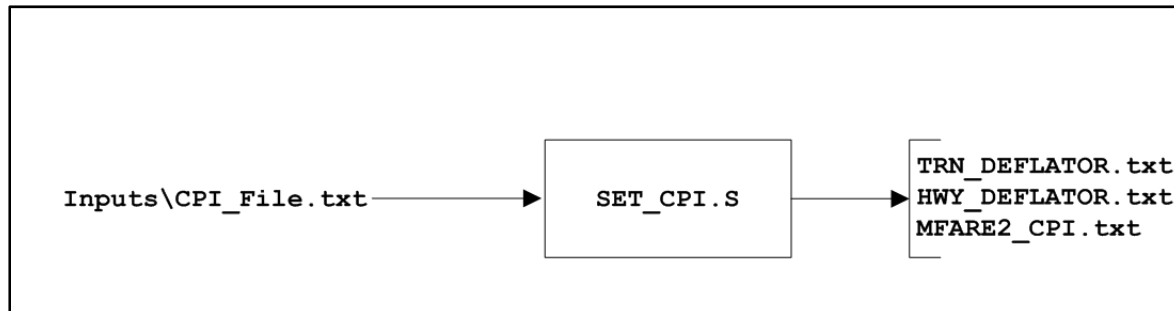 Inputs\CPI_File.txt
SET_CPI.S
TRN_DEFLATOR.txt
HWY_DEFLATOR.txt
MFARE2_CPI.txt